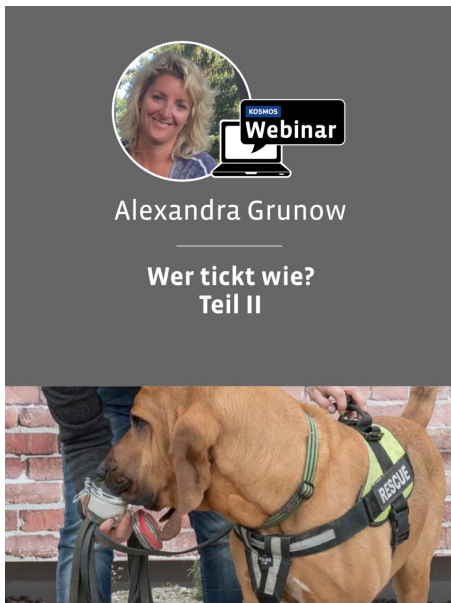 KOSMOS
Webinar
Alexandra Grunow
Wer tickt wie?
Teil II
RESCUE